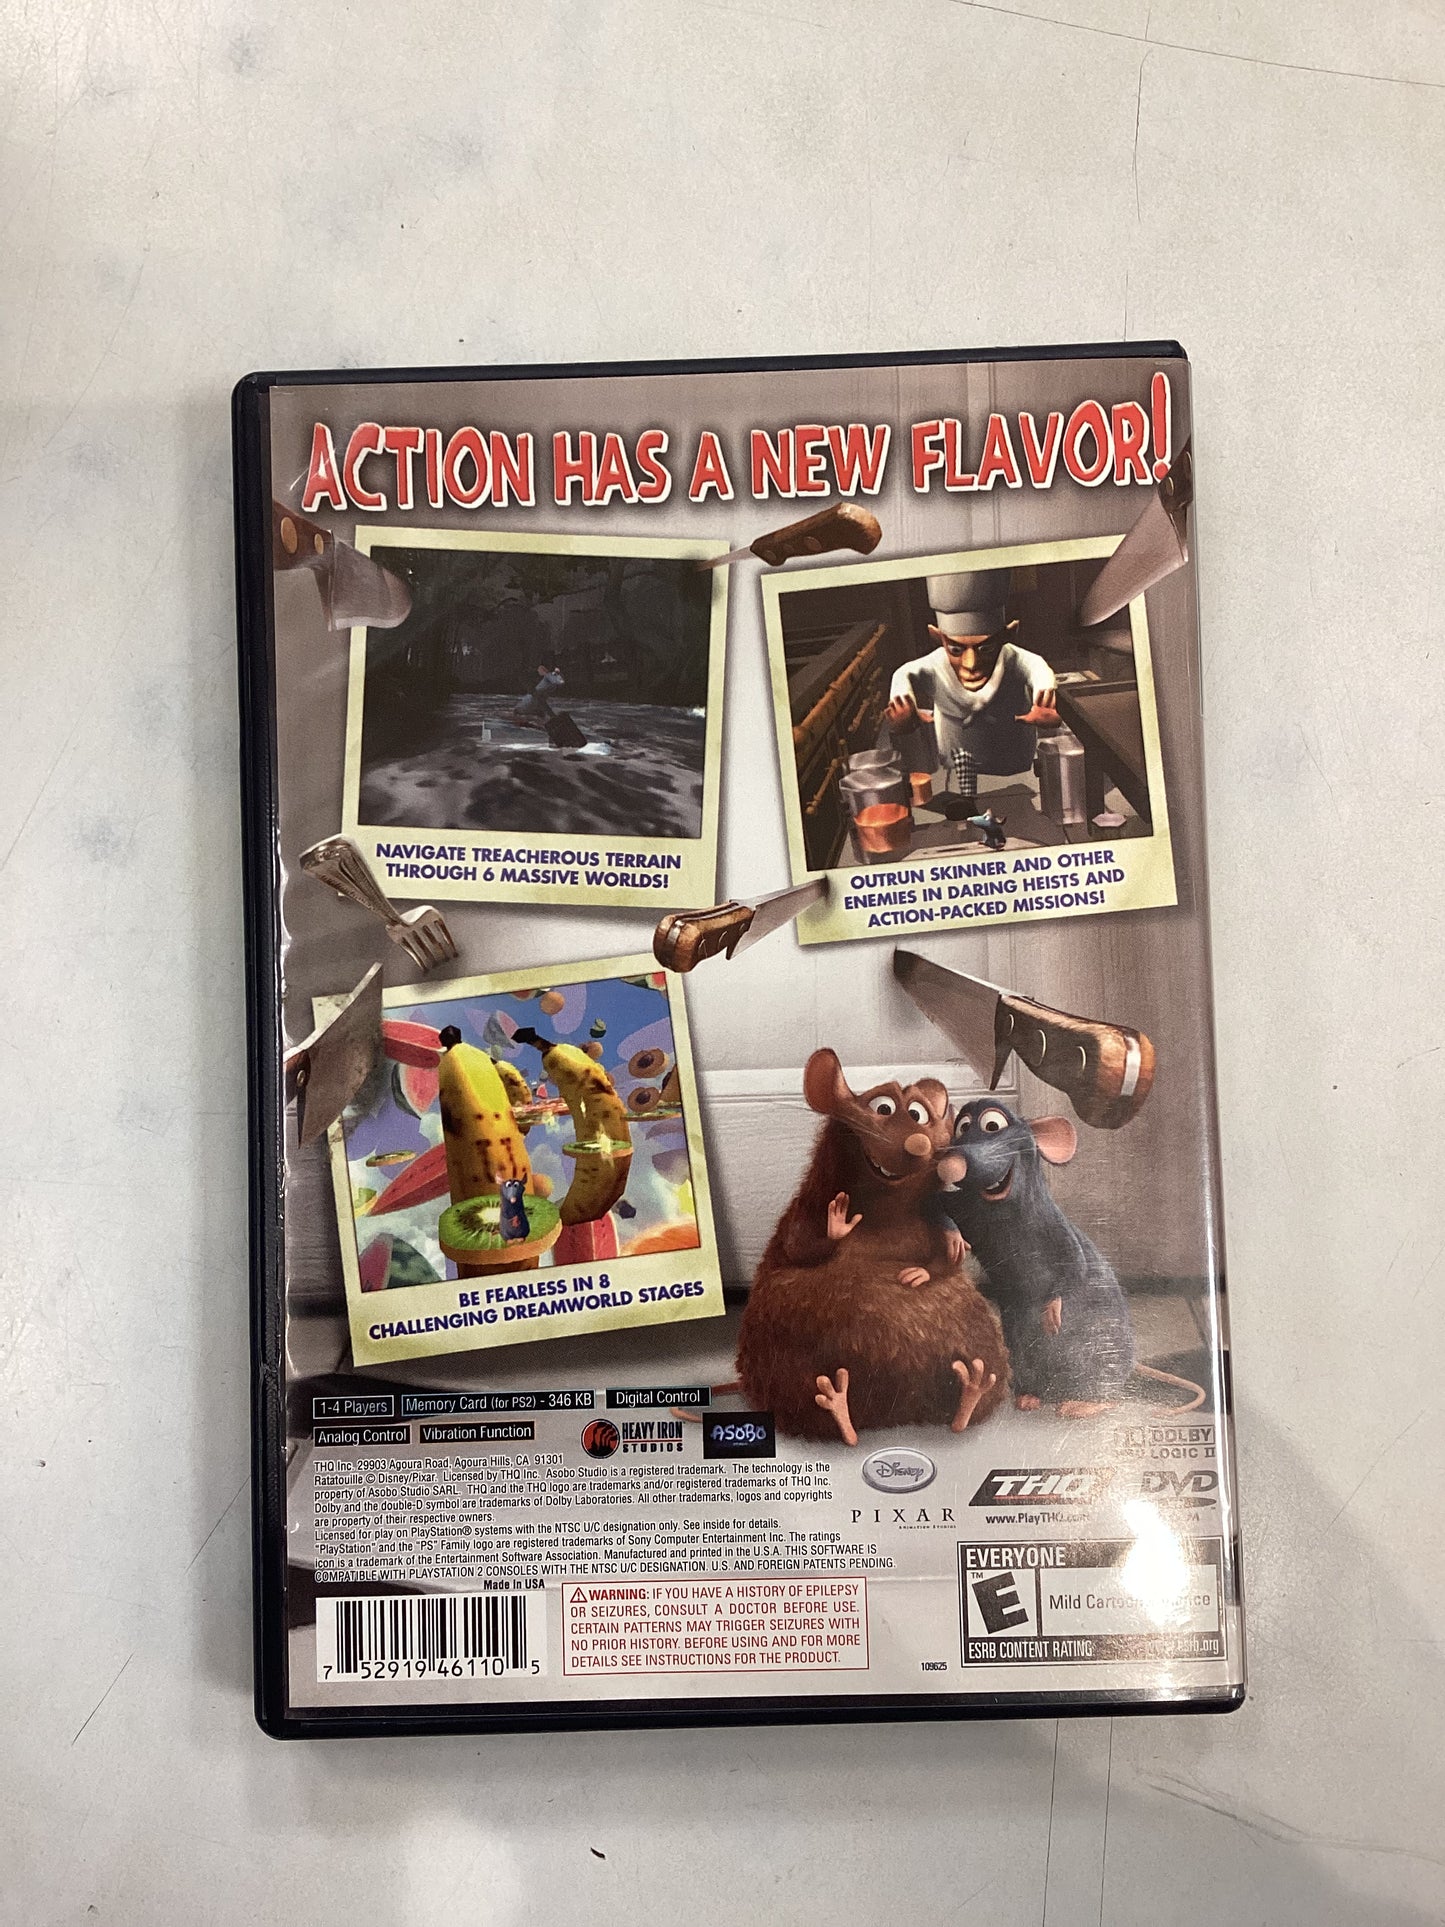 ACTION HAS A NEW FLAVOR!
NAVIGATE TREACHEROUS TERRAIN
THROUGH 6 MASSIVE WORLDS!
OUTRUN SKINNER AND OTHER
ENEMIES IN DARING HEISTS AND
ACTION-PACKED MISSIONS!
BE FEARLESS IN 8
CHALLENGING DREAMWORLD STAGES
1-4 Players
Memory Card (for PS2) - 346 KB
Digital Control
Analog Control
Vibration Function
HEAVY IRON
STUDIOS
ASOBO
THQ Inc. 29903 Agoura Road, Agoura Hills, CA 91301
Ratatouille © Disney/Pixar. Licensed by THQ Inc. Asobo Studio is a registered trademark. The technology is the
property of Asobo Studio SARL. THQ and the THQ logo are trademarks and/or registered trademarks of THQ Inc.
Dolby and the double-D symbol are trademarks of Dolby Laboratories. All other trademarks, logos and copyrights
are property of their respective owners.
Licensed for play on PlayStation® systems with the NTSC U/C designation only. See inside for details.
"PlayStation" and the "PS" Family logo are registered trademarks of Sony Computer Entertainment Inc. The ratings
icon is a trademark of the Entertainment Software Association. Manufactured and printed in the U.S.A. THIS SOFTWARE IS
COMPATIBLE WITH PLAYSTATION 2 CONSOLES WITH THE NTSC U/C DESIGNATION. U.S. AND FOREIGN PATENTS PENDING.
Made in USA
Disney
PIXAR
ANIMATION STUDIOS
THQ
www.PlayTHQ.com
DOLBY
LOGIC II
DVD
7 52919 46110 5
WARNING: IF YOU HAVE A HISTORY OF EPILEPSY
OR SEIZURES, CONSULT A DOCTOR BEFORE USE.
CERTAIN PATTERNS MAY TRIGGER SEIZURES WITH
NO PRIOR HISTORY. BEFORE USING AND FOR MORE
DETAILS SEE INSTRUCTIONS FOR THE PRODUCT.
109625
EVERYONE
E
TM
Mild
ESRB CONTENT RATING
www.esrb.org